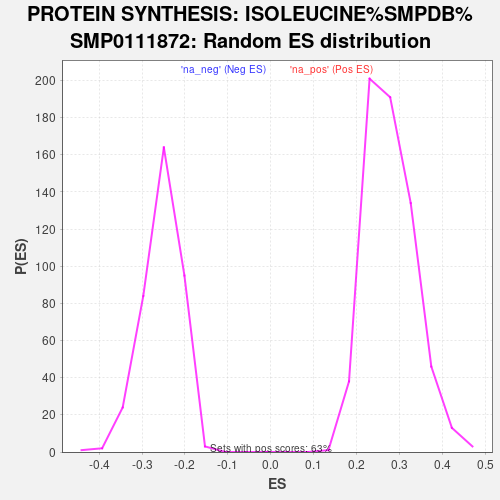 PROTEIN SYNTHESIS: ISOLEUCINE%SMPDB%
SMP0111872: Random ES distribution
'na_neg' (Neg ES) 'na_pos' (Pos ES)
200
180
160
140
120
100
80
60
40
20
0
P(ES)
Sets with pos scores: 63%
-0.4 -0.3 -0.2 -0.1 0.0 0.1 0.2 0.3 0.4 0.5
ES